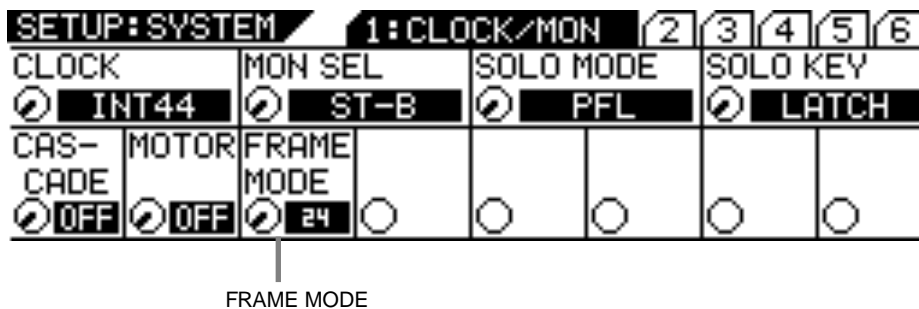 SETUP:SYSTEM 1:CLOCK/MON 2 3 4 5 6
CLOCK MON SEL SOLO MODE SOLO KEY
INT44 ST-B PFL LATCH
CAS- MOTOR FRAME
CADE MODE
OFF OFF 24
FRAME MODE